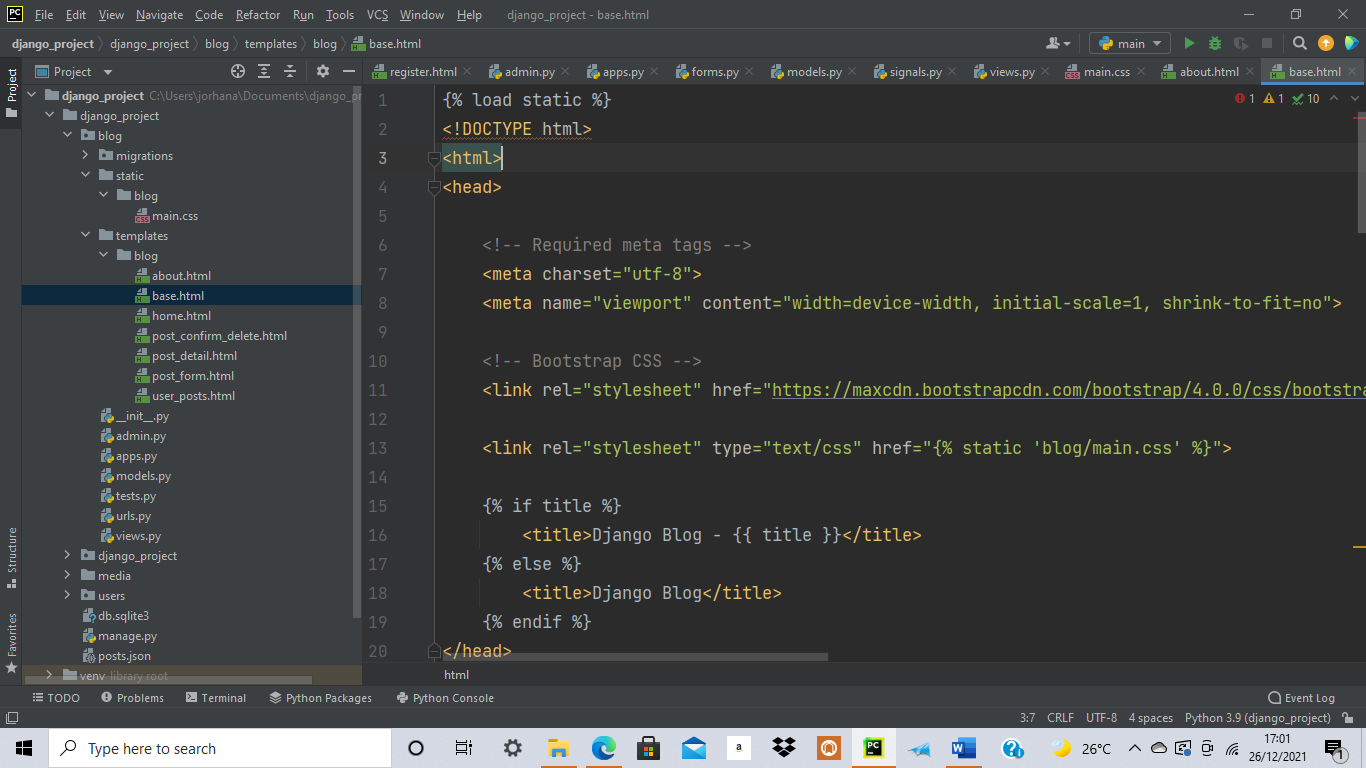 PC File Edit View Navigate Code Refactor Run Tools VCS Window Help django_project - base.html
django_project django_project blog templates blog base.html main
Project register.html admin.py apps.py forms.py models.py signals.py views.py main.css about.html base.html
Project
Structure
Favorites
django_project C:\Users\jorhana\Documents\django_pr
django_project
blog
migrations
static
blog
main.css
templates
blog
about.html
base.html
home.html
post_confirm_delete.html
post_detail.html
post_form.html
user_posts.html
__init__.py
admin.py
apps.py
models.py
tests.py
urls.py
views.py
django_project
media
users
db.sqlite3
manage.py
posts.json
venv library root
1 {% load static %}
1 1 10
2 <!DOCTYPE html>
3 <html>
4 <head>
5
6 <!-- Required meta tags -->
7 <meta charset="utf-8">
8 <meta name="viewport" content="width=device-width, initial-scale=1, shrink-to-fit=no">
9
10 <!-- Bootstrap CSS -->
11 <link rel="stylesheet" href="https://maxcdn.bootstrapcdn.com/bootstrap/4.0.0/css/bootstra
12
13 <link rel="stylesheet" type="text/css" href="{% static 'blog/main.css' %}">
14
15 {% if title %}
16 <title>Django Blog - {{ title }}</title>
17 {% else %}
18 <title>Django Blog</title>
19 {% endif %}
20 </head>
html
TODO Problems Terminal Python Packages Python Console Event Log
3:7 CRLF UTF-8 4 spaces Python 3.9 (django_project)
Type here to search a PC W 26°C 17:01
26/12/2021 1